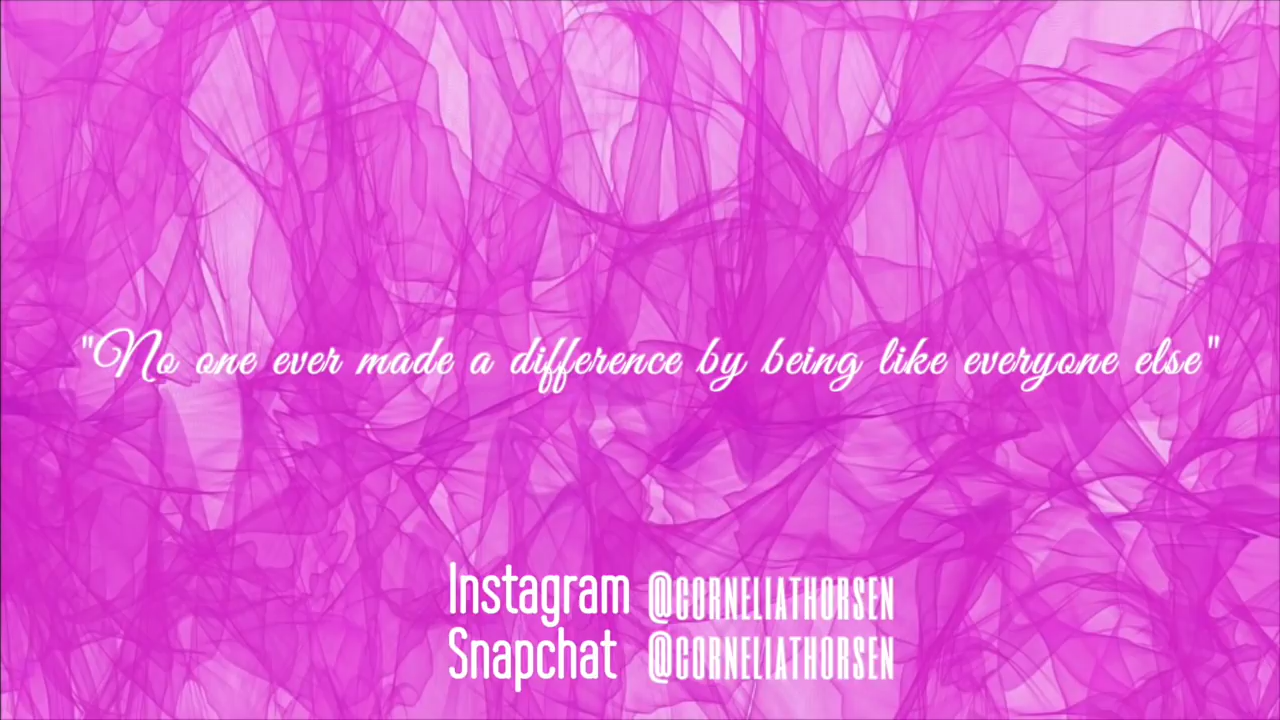 "No one ever made a difference by being like everyone else"
Instagram @CORNELIATHORSEN
Snapchat @CORNELIATHORSEN